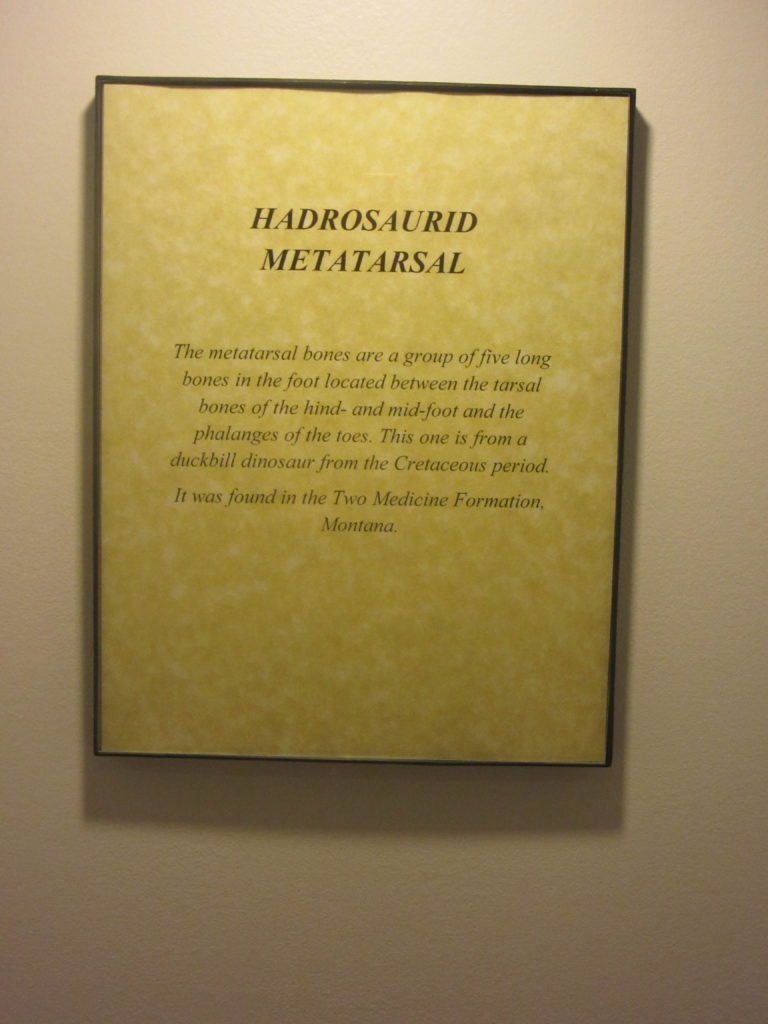 HADROSAURID
METATARSAL
The metatarsal bones are a group of five long
bones in the foot located between the tarsal
bones of the hind- and mid-foot and the
phalanges of the toes. This one is from a
duckbill dinosaur from the Cretaceous period.
It was found in the Two Medicine Formation,
Montana.